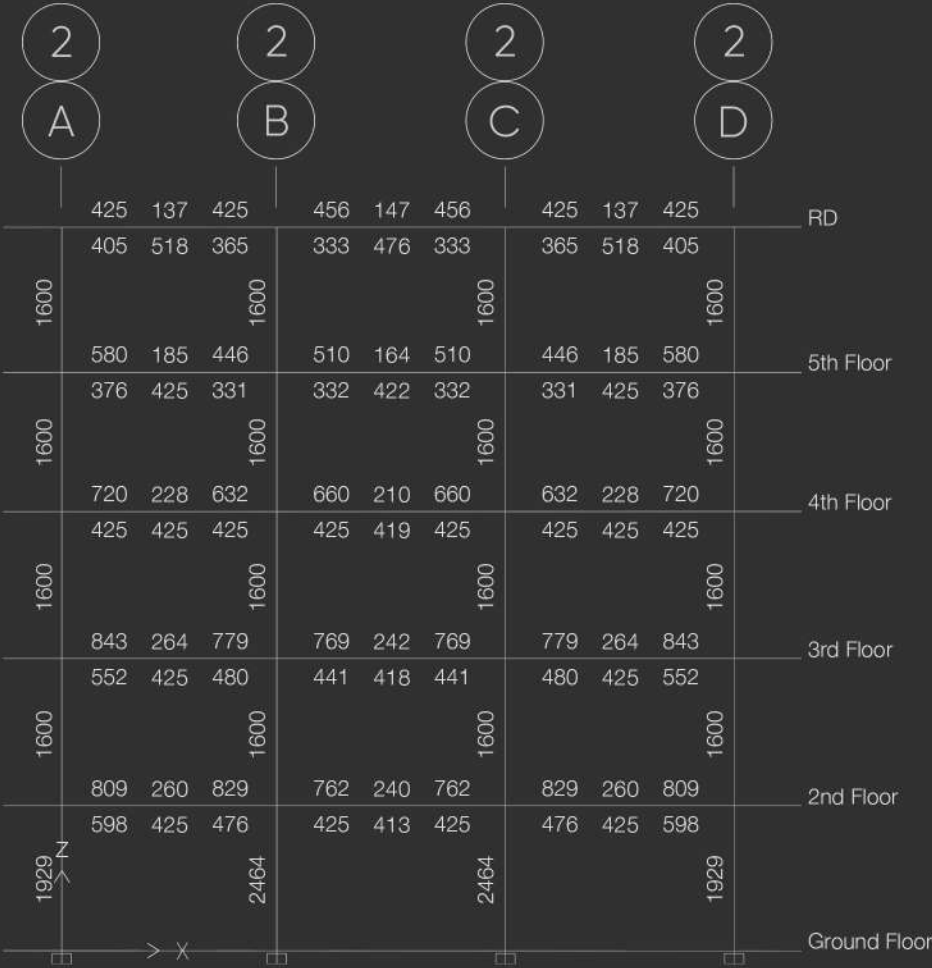 2 2 2 2
A B C D
425 137 425 456 147 456 425 137 425 RD
405 518 365 333 476 333 365 518 405
1600 1600 1600 1600
580 185 446 510 164 510 446 185 580 5th Floor
376 425 331 332 422 332 331 425 376
1600 1600 1600 1600
720 228 632 660 210 660 632 228 720 4th Floor
425 425 425 425 419 425 425 425 425
1600 1600 1600 1600
843 264 779 769 242 769 779 264 843 3rd Floor
552 425 480 441 418 441 480 425 552
1600 1600 1600 1600
809 260 829 762 240 762 829 260 809 2nd Floor
598 425 476 425 413 425 476 425 598
Z
1929 2464 2464 1929
X Ground Floor